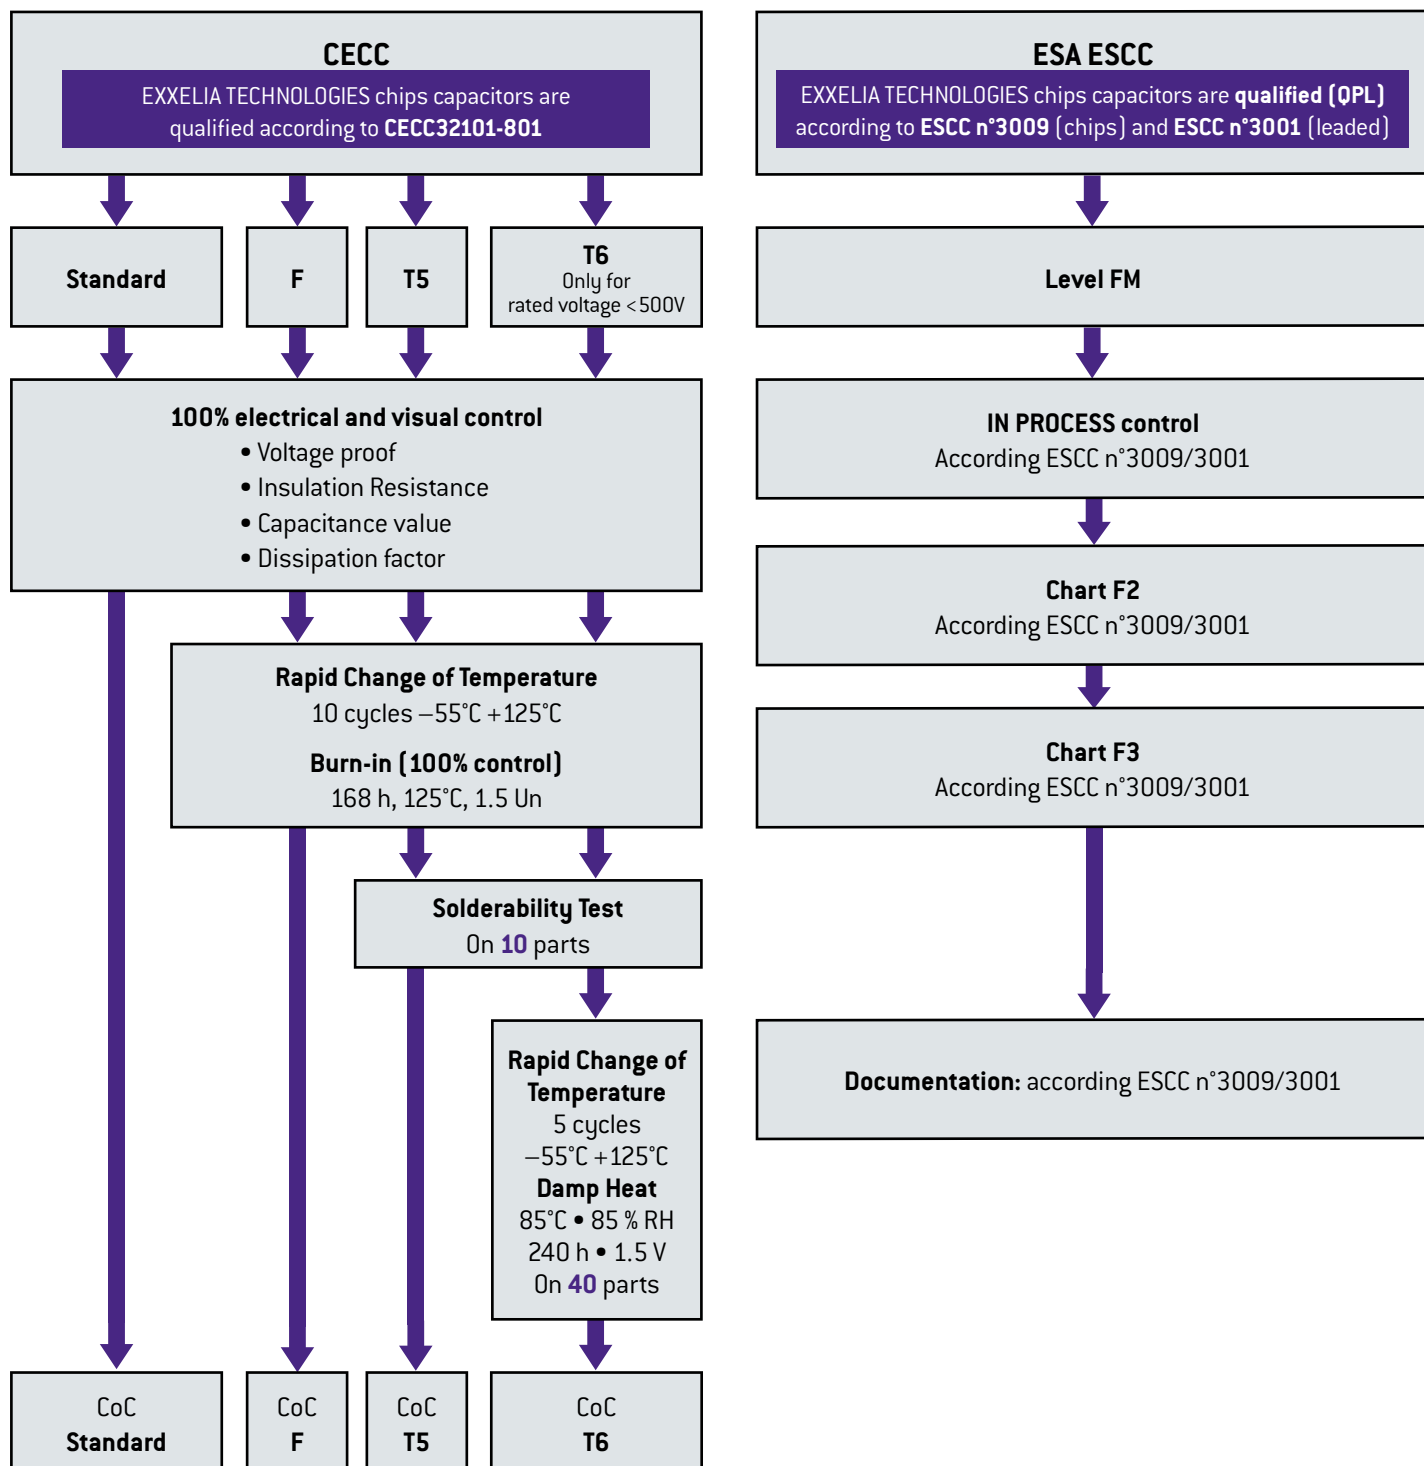 CECC
EXXELIA TECHNOLOGIES chips capacitors are
qualified according to CECC32101-801
Standard
F
T5
T6
Only for
rated voltage <500V
100% electrical and visual control
• Voltage proof
• Insulation Resistance
• Capacitance value
• Dissipation factor
Rapid Change of Temperature
10 cycles –55°C +125°C
Burn-in (100% control)
168 h, 125°C, 1.5 Un
Solderability Test
On 10 parts
Rapid Change of
Temperature
5 cycles
–55°C +125°C
Damp Heat
85°C • 85 % RH
240 h • 1.5 V
On 40 parts
CoC
Standard
CoC
F
CoC
T5
CoC
T6
ESA ESCC
EXXELIA TECHNOLOGIES chips capacitors are qualified (QPL)
according to ESCC n°3009 (chips) and ESCC n°3001 (leaded)
Level FM
IN PROCESS control
According ESCC n°3009/3001
Chart F2
According ESCC n°3009/3001
Chart F3
According ESCC n°3009/3001
Documentation: according ESCC n°3009/3001